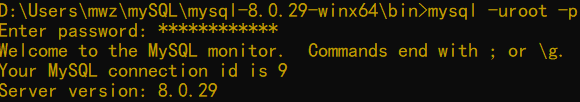 D:\Users\mwz\mySQL\mysql-8.0.29-winx64\bin>mysql -uroot -p
Enter password: ************
Welcome to the MySQL monitor.  Commands end with ; or \g.
Your MySQL connection id is 9
Server version: 8.0.29